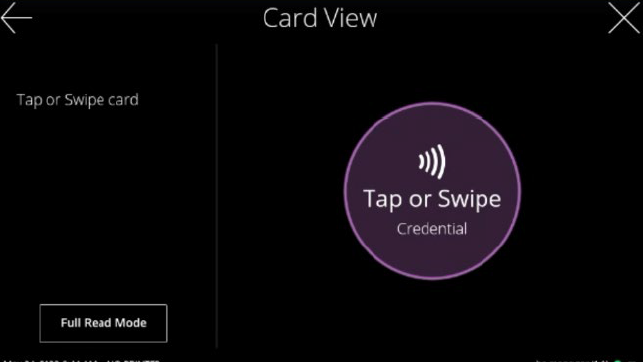 Card View
Tap or Swipe card
Tap or Swipe
Credential
Full Read Mode